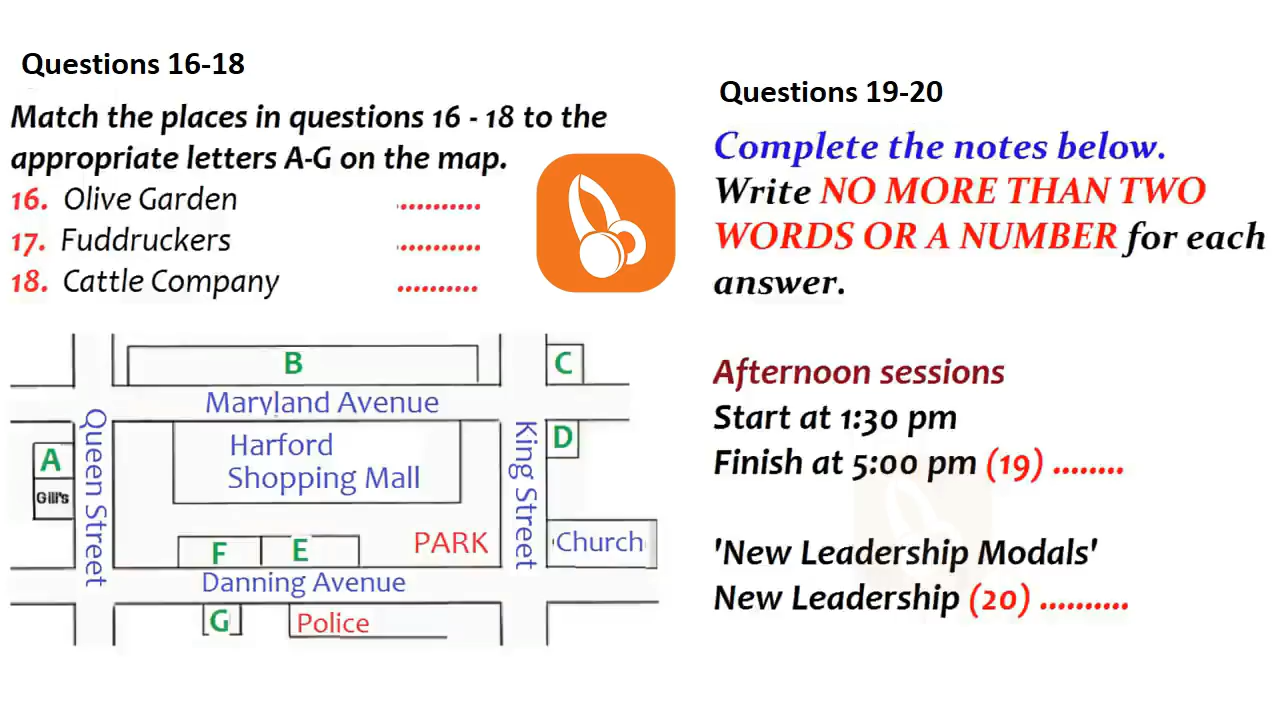 Questions 16-18
Match the places in questions 16 - 18 to the
appropriate letters A-G on the map.
16. Olive Garden ..........
17. Fuddruckers ..........
18. Cattle Company ..........
B
C
Maryland Avenue
Queen Street
Harford
Shopping Mall
King Street
D
A
Gill's
F
E
PARK
Church
Danning Avenue
G
Police
Questions 19-20
Complete the notes below.
Write NO MORE THAN TWO
WORDS OR A NUMBER for each
answer.
Afternoon sessions
Start at 1:30 pm
Finish at 5:00 pm (19) ........
'New Leadership Modals'
New Leadership (20) ..........